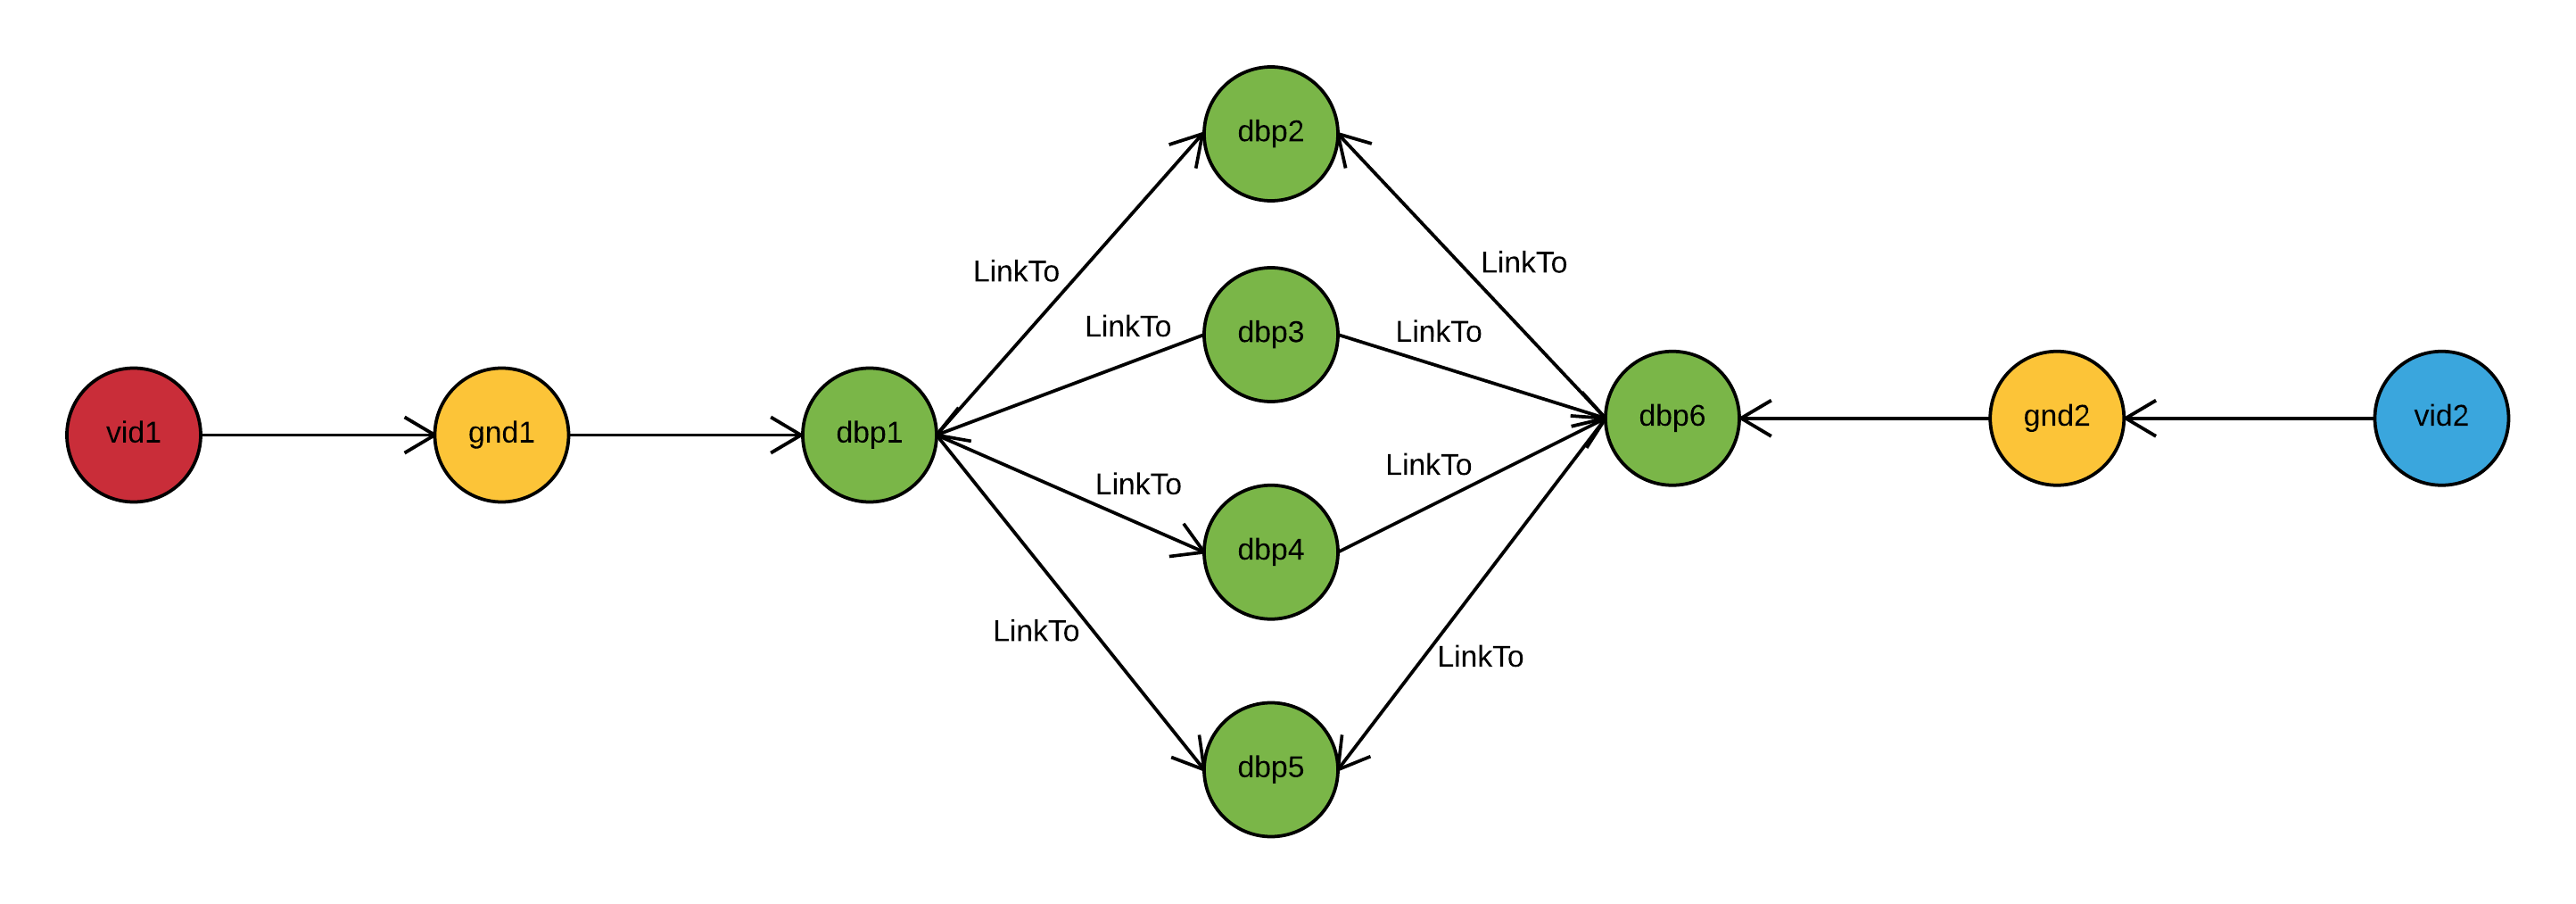 dbp2
LinkTo
LinkTo
LinkTo
dbp3
LinkTo
vid1
gnd1
dbp1
dbp6
gnd2
vid2
LinkTo
LinkTo
dbp4
LinkTo
LinkTo
dbp5